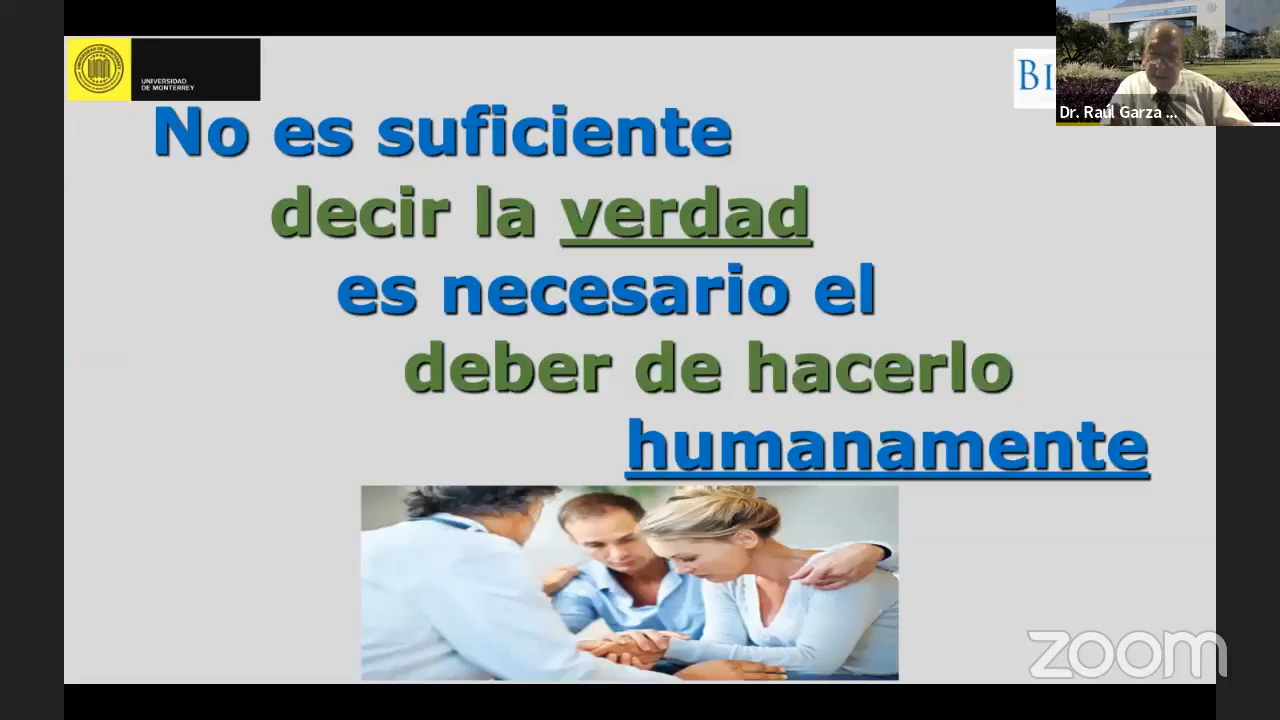 UNIVERSIDAD
DE MONTERREY
No es suficiente
decir la verdad
es necesario el
deber de hacerlo
humanamente
BI
Dr. Raúl Garza ...
zoom